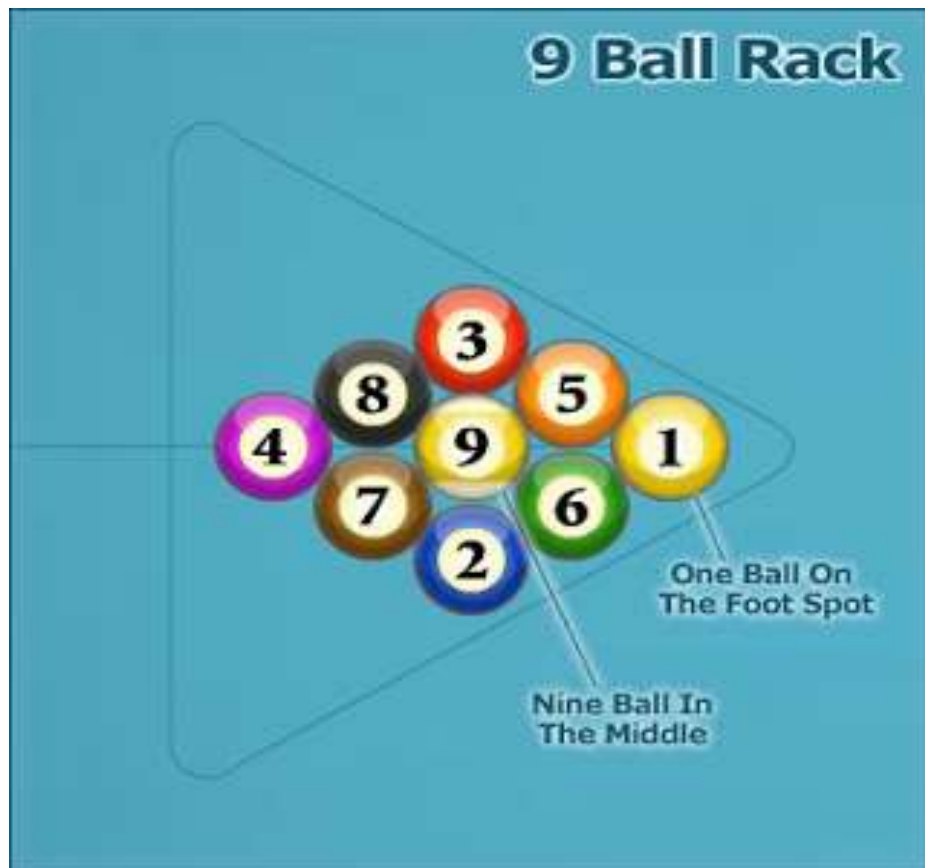 9 Ball Rack
3
8
5
4
9
1
7
6
2
One Ball On
The Foot Spot
Nine Ball In
The Middle